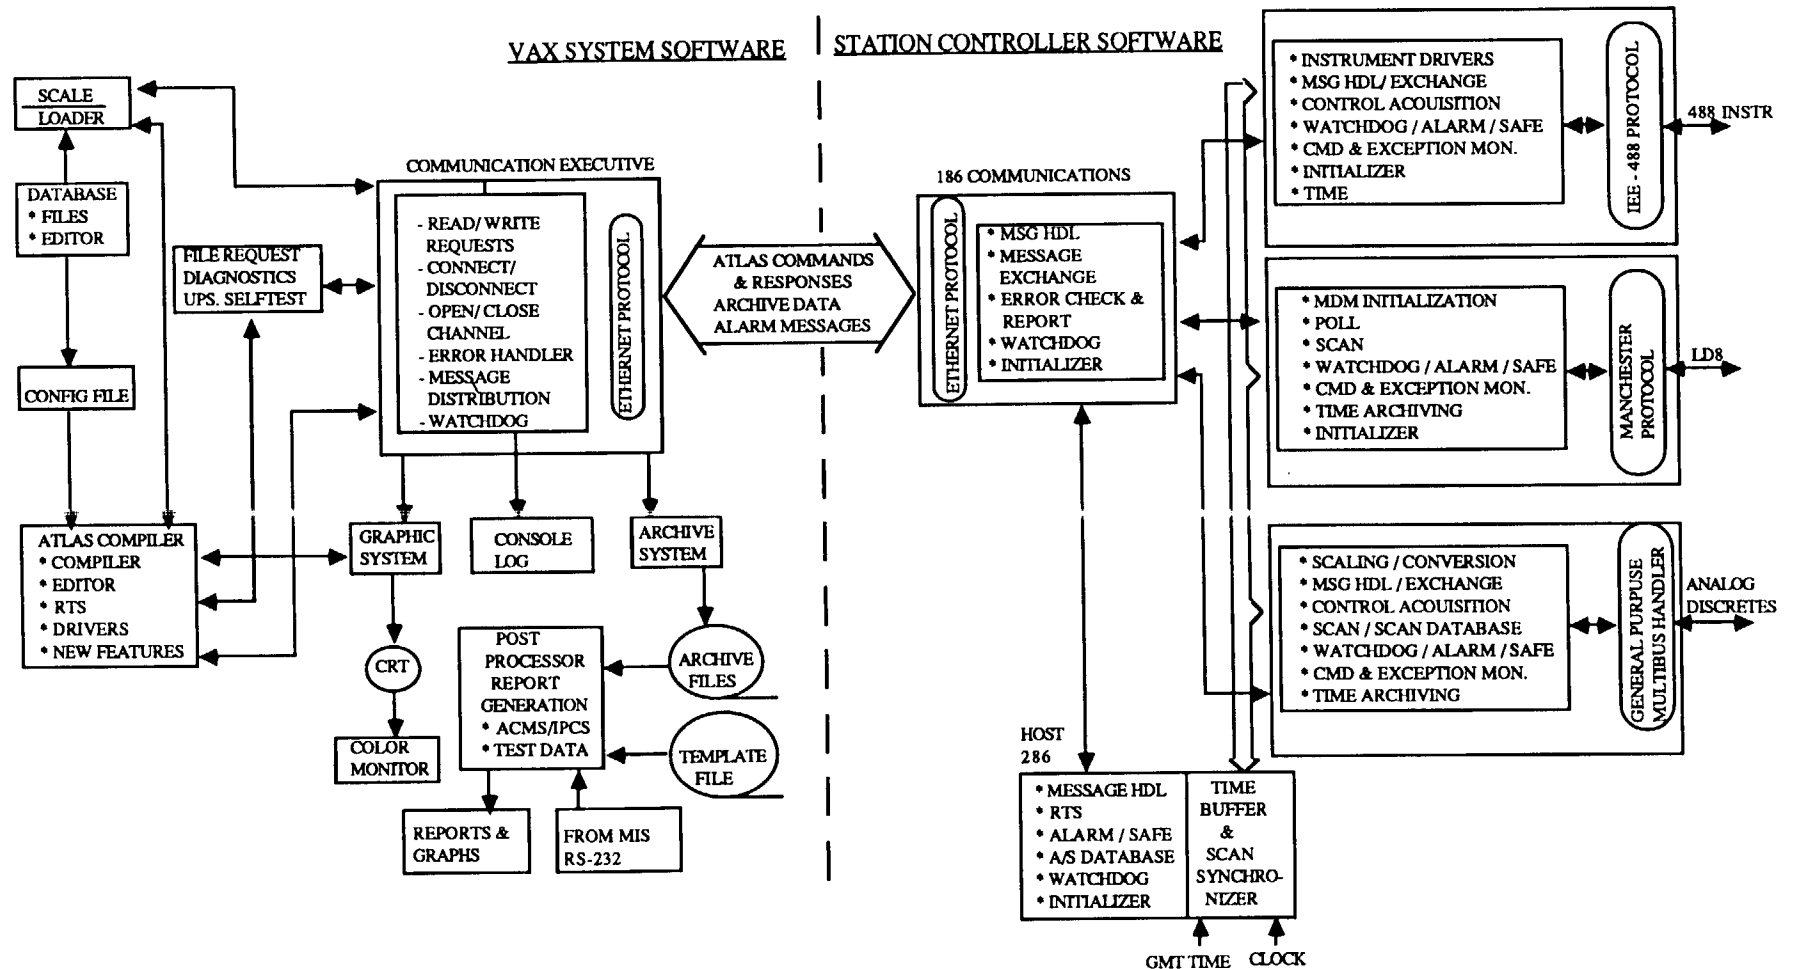 VAX SYSTEM SOFTWARE
STATION CONTROLLER SOFTWARE
SCALE
LOADER
DATABASE
* FILES
* EDITOR
CONFIG FILE
ATLAS COMPILER
* COMPILER
* EDITOR
* RTS
* DRIVERS
* NEW FEATURES
FILE REQUEST
DIAGNOSTICS
UPS. SELFTEST
COMMUNICATION EXECUTIVE
- READ/ WRITE
REQUESTS
- CONNECT/
DISCONNECT
- OPEN/ CLOSE
CHANNEL
- ERROR HANDLER
- MESSAGE
DISTRIBUTION
- WATCHDOG
ETHERNET PROTOCOL
GRAPHIC
SYSTEM
CONSOLE
LOG
ARCHIVE
SYSTEM
CRT
COLOR
MONITOR
POST
PROCESSOR
REPORT
GENERATION
* ACMS/IPCS
* TEST DATA
ARCHIVE
FILES
TEMPLATE
FILE
REPORTS &
GRAPHS
FROM MIS
RS-232
ATLAS COMMANDS
& RESPONSES
ARCHIVE DATA
ALARM MESSAGES
186 COMMUNICATIONS
ETHERNET PROTOCOL
* MSG HDL
* MESSAGE
EXCHANGE
* ERROR CHECK &
REPORT
* WATCHDOG
* INITIALIZER
HOST
286
* MESSAGE HDL
* RTS
* ALARM / SAFE
* A/S DATABASE
* WATCHDOG
* INITIALIZER
TIME
BUFFER
&
SCAN
SYNCHRO-
NIZER
GMT TIME
CLOCK
* INSTRUMENT DRIVERS
* MSG HDL/ EXCHANGE
* CONTROL ACOUISITION
* WATCHDOG / ALARM / SAFE
* CMD & EXCEPTION MON.
* INITIALIZER
* TIME
IEE - 488 PROTOCOL
488 INSTR
* MDM INITIALIZATION
* POLL
* SCAN
* WATCHDOG / ALARM / SAFE
* CMD & EXCEPTION MON.
* TIME ARCHIVING
* INITIALIZER
MANCHESTER
PROTOCOL
LD8
* SCALING / CONVERSION
* MSG HDL / EXCHANGE
* CONTROL ACOUISITION
* SCAN / SCAN DATABASE
* WATCHDOG / ALARM / SAFE
* CMD & EXCEPTION MON.
* TIME ARCHIVING
GENERAL PURPUSE
MULTIBUS HANDLER
ANALOG
DISCRETES